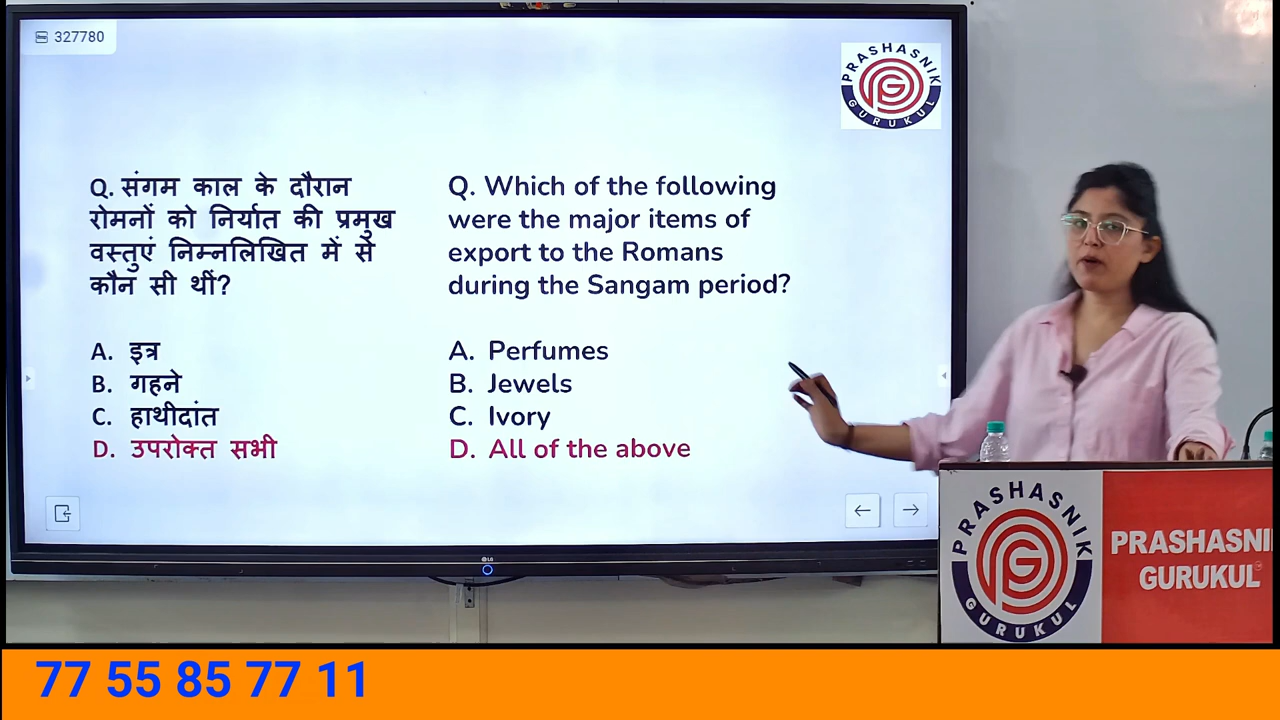 327780
PRASHASNIK
GURUKUL
Q. संगम काल के दौरान
रोमनों को निर्यात की प्रमुख
वस्तुएं निम्नलिखित में से
कौन सी थीं?
A. इत्र
B. गहने
C. हाथीदांत
D. उपरोक्त सभी
Q. Which of the following
were the major items of
export to the Romans
during the Sangam period?
A. Perfumes
B. Jewels
C. Ivory
D. All of the above
LG
PRASHASNIK
GURUKUL
PRASHASNI
GURUKUL
77 55 85 77 11